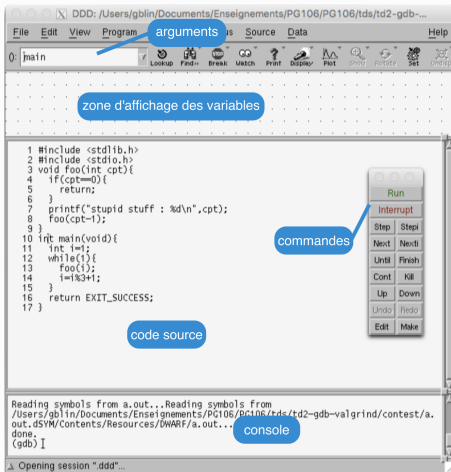 DDD: /Users/gblin/Documents/Enseignements/PG106/PG106/tds/td2-gdb-...
File Edit View Program arguments us Source Data Help
(): main
Lookup Find» Break Watch Print Display Plot Show Rotate Set Undisp
zone d'affichage des variables
1 #include <stdlib.h>
2 #include <stdio.h>
3 void foo(int cpt){
4 if(cpt==0){
5 return;
6 }
7 printf("stupid stuff : %d\n",cpt);
8 foo(cpt-1);
9 }
10 int main(void){
11 int i=1;
12 while(1){
13 foo(i);
14 i=i%3+1;
15 }
16 return EXIT_SUCCESS;
17 }
Run
Interrupt
Step Stepi
Next Nexti
Until Finish
Cont Kill
Up Down
Undo Redo
Edit Make
commandes
code source
Reading symbols from a.out...Reading symbols from
/Users/gblin/Documents/Enseignements/PG106/PG106/tds/td2-gdb-valgrind/contest/a.
out.dSYM/Contents/Resources/DWARF/a.out...
done.
(gdb)
console
Opening session ".ddd"...